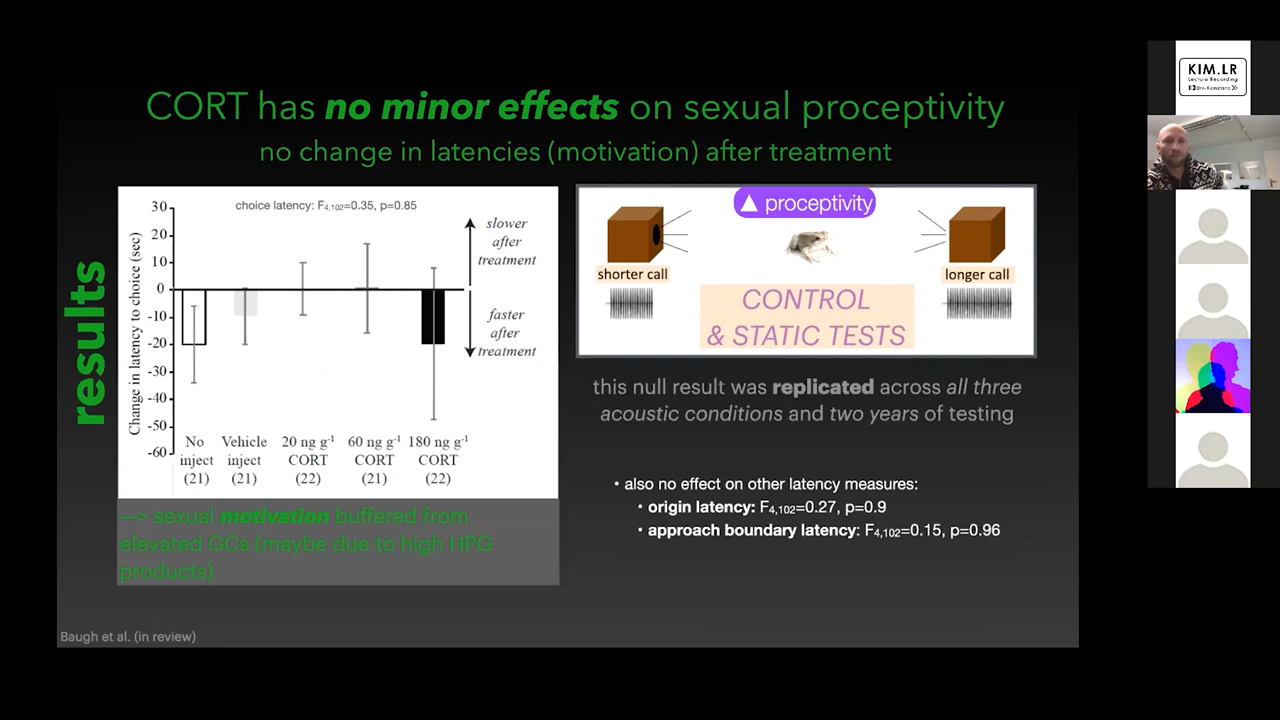 CORT has no minor effects on sexual proceptivity
no change in latencies (motivation) after treatment
results
choice latency: F4,102=0.35, p=0.85
Change in latency to choice (sec)
30
20
10
0
-10
-20
-30
-40
-50
-60
slower
after
treatment
faster
after
treatment
No
inject
(21)
Vehicle
inject
(21)
20 ng g-1
CORT
(22)
60 ng g-1
CORT
(21)
180 ng g-1
CORT
(22)
—> sexual motivation buffered from
elevated GCs (maybe due to high HPG
products)
▲ proceptivity
shorter call
longer call
CONTROL
& STATIC TESTS
this null result was replicated across all three
acoustic conditions and two years of testing
• also no effect on other latency measures:
• origin latency: F4,102=0.27, p=0.9
• approach boundary latency: F4,102=0.15, p=0.96
Baugh et al. (in review)
KIM.LR
Lecture Recording
Uni-Konstanz